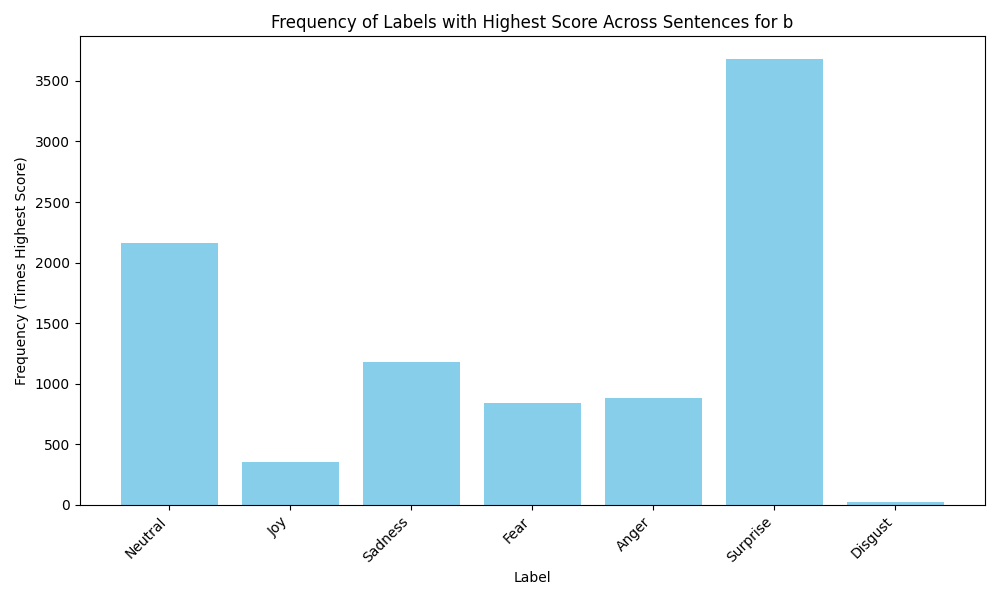 Frequency of Labels with Highest Score Across Sentences for b
Frequency (Times Highest Score)
3500
3000
2500
2000
1500
1000
500
0
Neutral
Joy
Sadness
Fear
Anger
Surprise
Disgust
Label